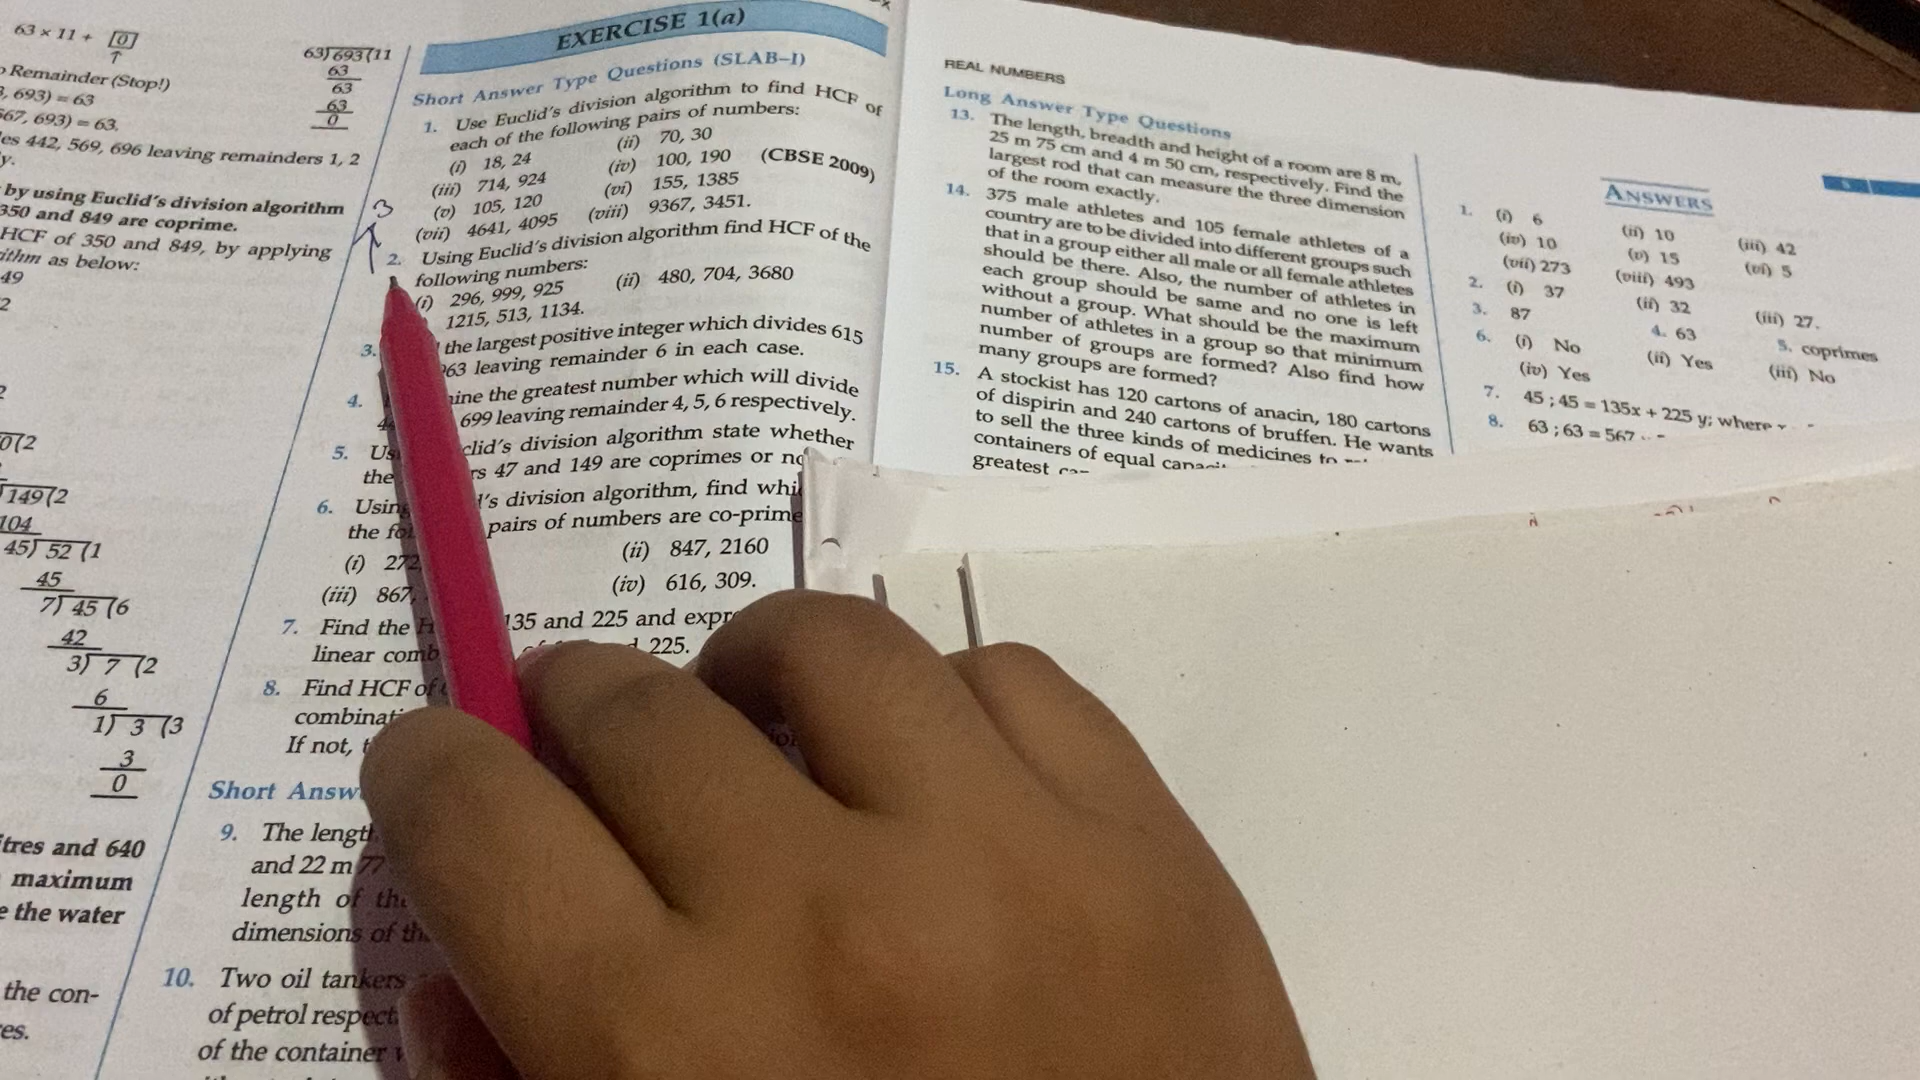 63 × 11 + 0
↑
Remainder (Stop!)
, 693) = 63
567, 693) = 63.
es 442, 569, 696 leaving remainders 1, 2
y.
by using Euclid's division algorithm
350 and 849 are coprime.
HCF of 350 and 849, by applying
ithm as below:
49
2
63) 693 (11
63
63
63
0
0(2
149 (2
104
45) 52 (1
45
7) 45 (6
42
3) 7 (2
6
1) 3 (3
3
0
itres and 640
maximum
e the water
the con-
es.
3
EXERCISE 1(a)
Short Answer Type Questions (SLAB–I)
1. Use Euclid's division algorithm to find HCF of
each of the following pairs of numbers:
(i) 18, 24 (ii) 70, 30
(iii) 714, 924 (iv) 100, 190 (CBSE 2009)
(v) 105, 120 (vi) 155, 1385
(vii) 4641, 4095 (viii) 9367, 3451.
2. Using Euclid's division algorithm find HCF of the
following numbers:
(i) 296, 999, 925 (ii) 480, 704, 3680
1215, 513, 1134.
3. the largest positive integer which divides 615
963 leaving remainder 6 in each case.
4. ine the greatest number which will divide
699 leaving remainder 4, 5, 6 respectively.
5. Us clid's division algorithm state whether
the rs 47 and 149 are coprimes or no
6. Using 's division algorithm, find whi
the fo pairs of numbers are co-prime
(i) 272 (ii) 847, 2160
(iii) 867, (iv) 616, 309.
7. Find the H 135 and 225 and expr
linear comb 225.
8. Find HCF of
combinati
If not, t
Short Answ
9. The length
and 22 m 77
length of the
dimensions of th
10. Two oil tankers
of petrol respect
of the container
REAL NUMBERS
Long Answer Type Questions
13. The length, breadth and height of a room are 8 m,
25 m 75 cm and 4 m 50 cm, respectively. Find the
largest rod that can measure the three dimension
of the room exactly.
14. 375 male athletes and 105 female athletes of a
country are to be divided into different groups such
that in a group either all male or all female athletes
should be there. Also, the number of athletes in
each group should be same and no one is left
without a group. What should be the maximum
number of athletes in a group so that minimum
number of groups are formed? Also find how
many groups are formed?
15. A stockist has 120 cartons of anacin, 180 cartons
of dispirin and 240 cartons of bruffen. He wants
to sell the three kinds of medicines to
containers of equal
greatest
ANSWERS
1. (i) 6 (ii) 10 (iii) 42
(iv) 10 (v) 15 (vi) 5
(vii) 273 (viii) 493
2. (i) 37 (ii) 32 (iii) 27.
3. 87 4. 63 5. coprimes
6. (i) No (ii) Yes (iii) No
(iv) Yes
7. 45 ; 45 = 135x + 225 y; where
8. 63 ; 63 = 567